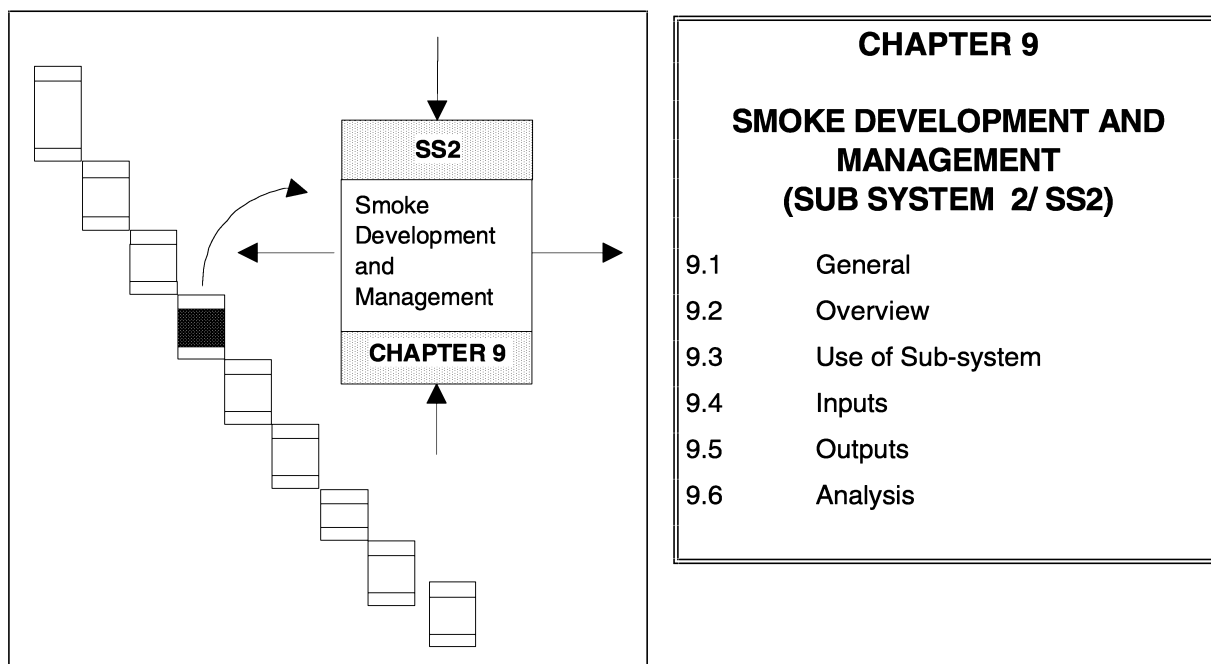 SS2
Smoke
Development
and
Management
CHAPTER 9
CHAPTER 9
SMOKE DEVELOPMENT AND
MANAGEMENT
(SUB SYSTEM 2/ SS2)
9.1 General
9.2 Overview
9.3 Use of Sub-system
9.4 Inputs
9.5 Outputs
9.6 Analysis